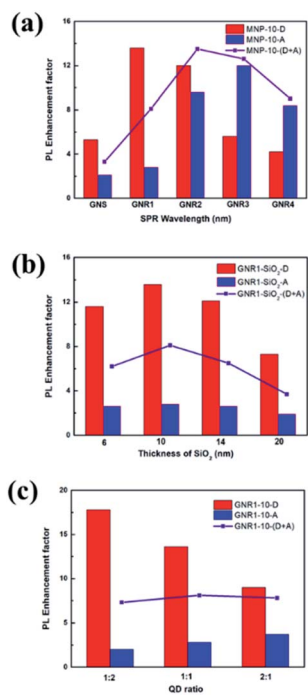 (a)
PL Enhancement factor
16
12
8
4
0
MNP-10-D
MNP-10-A
MNP-10-(D+A)
GNS GNR1 GNR2 GNR3 GNR4
SPR Wavelength (nm)
(b)
PL Enhancement factor
16
12
8
4
0
GNR1-SiO₂-D
GNR1-SiO₂-A
GNR1-SiO₂-(D+A)
6 10 14 20
Thickness of SiO₂ (nm)
(c)
PL Enhancement factor
20
15
10
5
0
GNR1-10-D
GNR1-10-A
GNR1-10-(D+A)
1:2 1:1 2:1
QD ratio